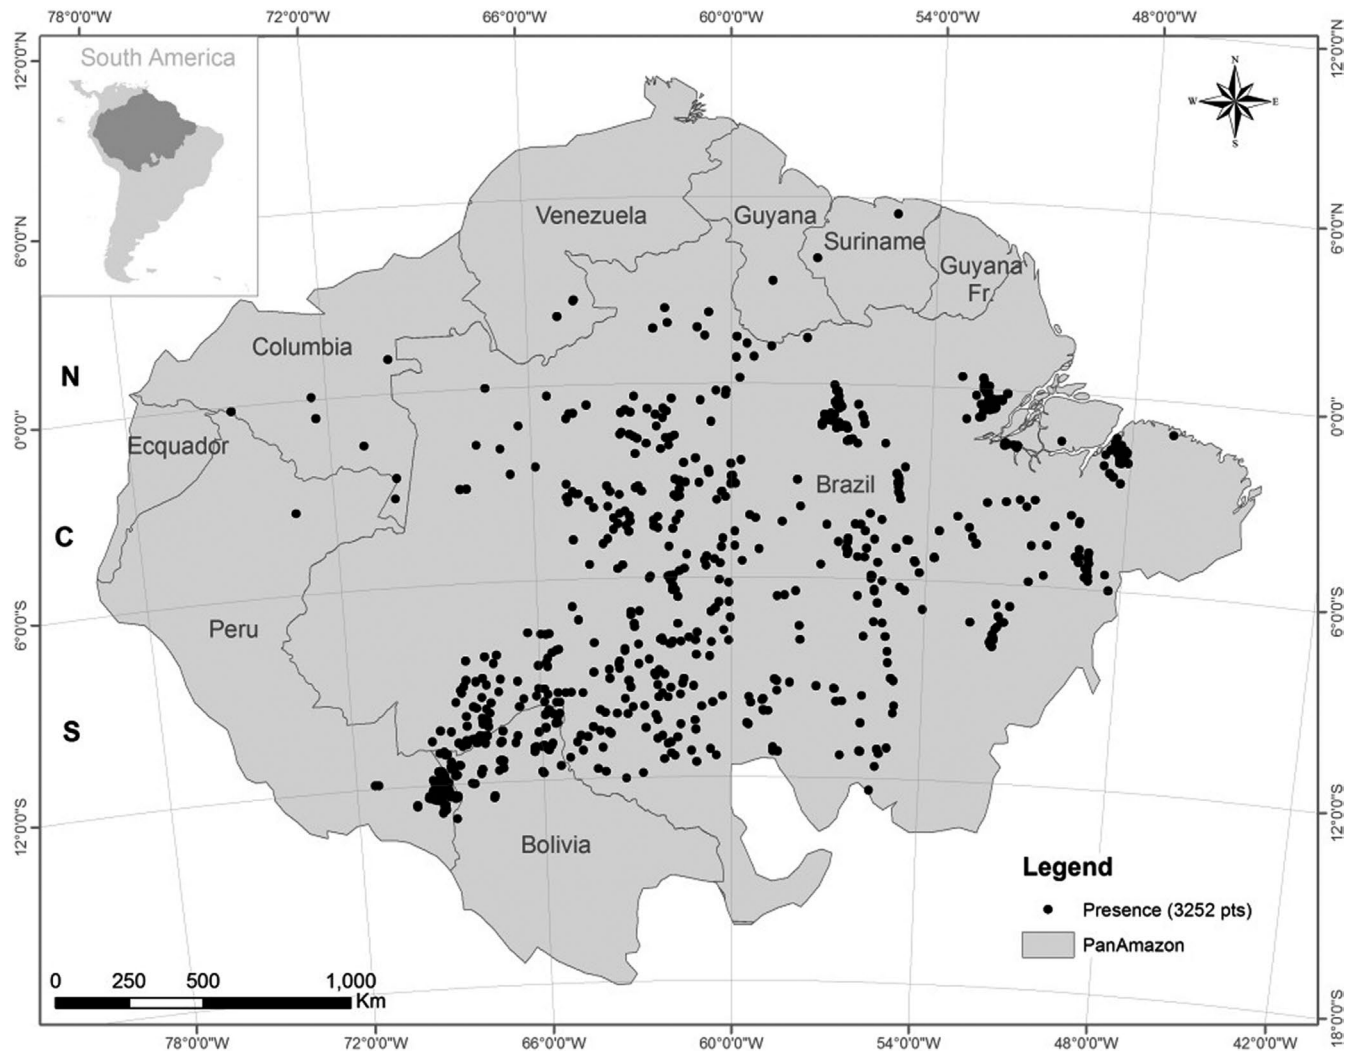 78°0'0"W 72°0'0"W 66°0'0"W 60°0'0"W 54°0'0"W 48°0'0"W
12°0'0"N
12°0'0"N
South America
N
W E
S
Venezuela
Guyana
Suriname
Guyana
Fr.
6°0'0"N
6°0'0"N
Columbia
N
Ecquador
0°0'0"
0°0'0"
Brazil
C
Peru
6°0'0"S
6°0'0"S
S
Bolivia
12°0'0"S
12°0'0"S
Legend
Presence (3252 pts)
PanAmazon
0 250 500 1,000
Km
18°0'0"S
78°0'0"W 72°0'0"W 66°0'0"W 60°0'0"W 54°0'0"W 48°0'0"W 42°0'0"W